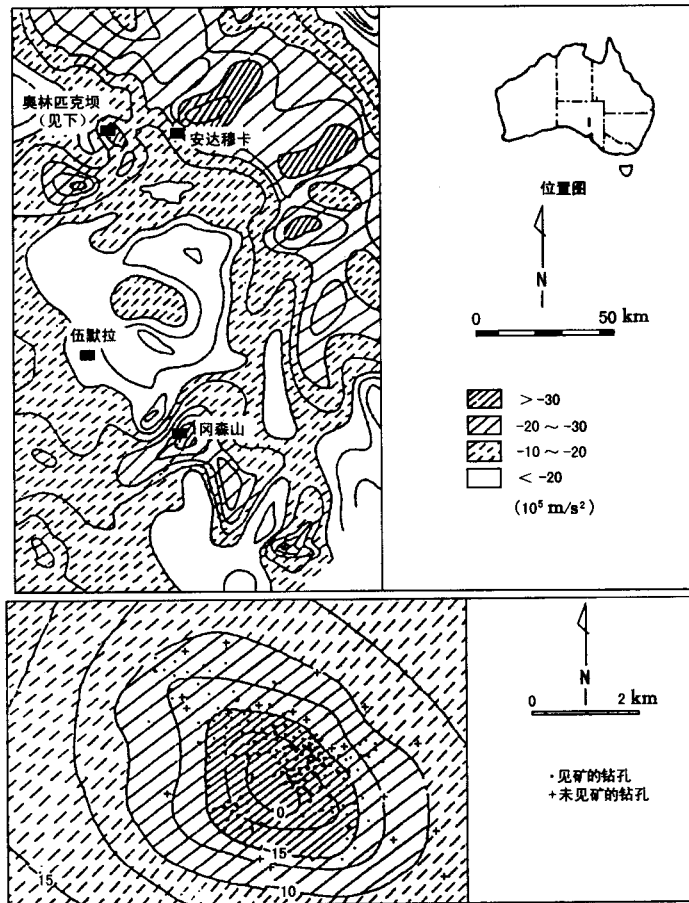 奥林匹克坝
（见下）
安达穆卡
伍默拉
冈森山
位置图
N
0 50 km
> -30
-20～-30
-10～-20
< -20
(10⁵ m/s²)
0
15
10
15
N
0 2 km
·见矿的钻孔
+未见矿的钻孔